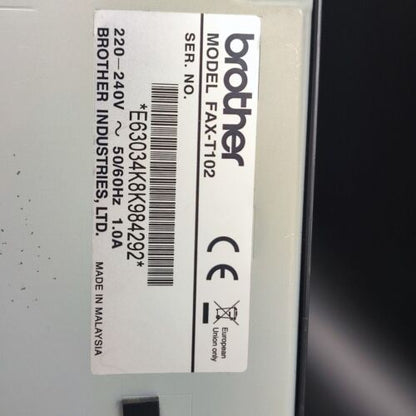 brother
MODEL FAX-T102
SER. NO.
*E63034K8K984292*
220-240V ~ 50/60Hz 1.0A
BROTHER INDUSTRIES, LTD.
MADE IN MALAYSIA
CE
European
Union only